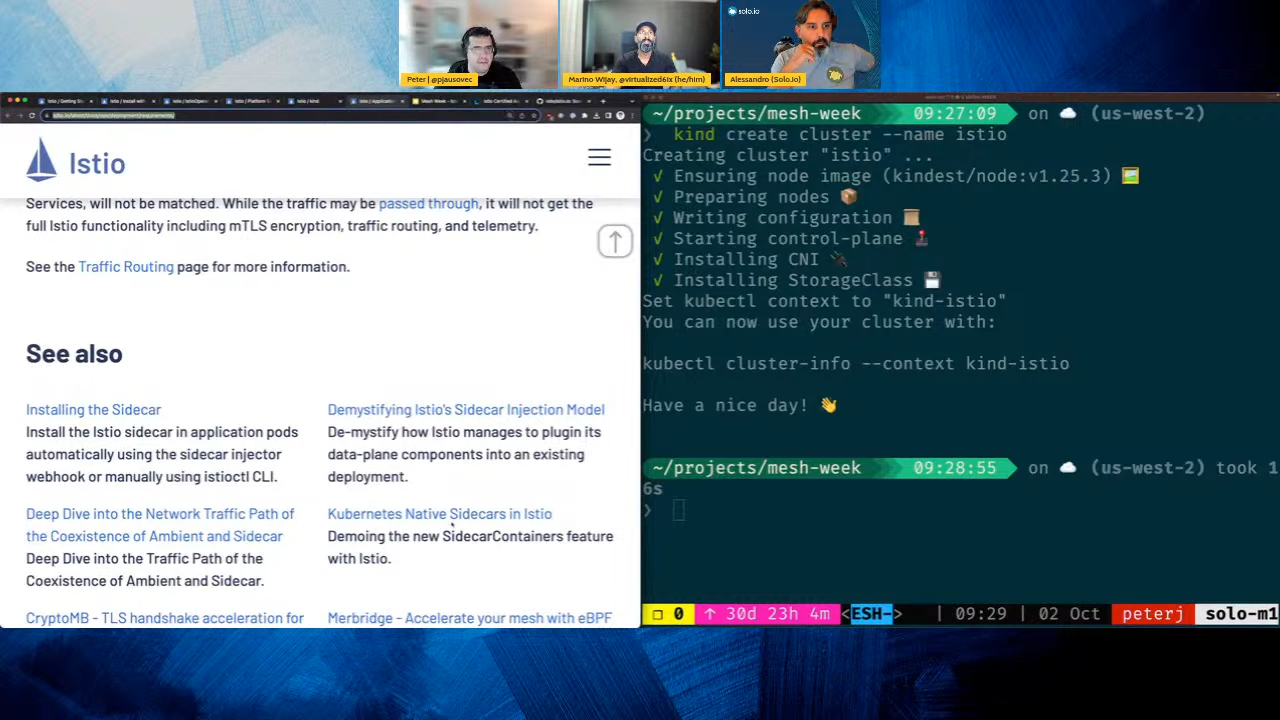 solo.io
Peter | @pjausovec
Marino Wijay, @virtualized6ix (he/him)
Alessandro (Solo.io)
Istio
Services, will not be matched. While the traffic may be passed through, it will not get the
full Istio functionality including mTLS encryption, traffic routing, and telemetry.
See the Traffic Routing page for more information.
See also
Installing the Sidecar
Install the Istio sidecar in application pods
automatically using the sidecar injector
webhook or manually using istioctl CLI.
Demystifying Istio's Sidecar Injection Model
De-mystify how Istio manages to plugin its
data-plane components into an existing
deployment.
Deep Dive into the Network Traffic Path of
the Coexistence of Ambient and Sidecar
Deep Dive into the Traffic Path of the
Coexistence of Ambient and Sidecar.
Kubernetes Native Sidecars in Istio
Demoing the new SidecarContainers feature
with Istio.
CryptoMB - TLS handshake acceleration for
Merbridge - Accelerate your mesh with eBPF
~/projects/mesh-week 09:27:09 on ☁ (us-west-2)
❯ kind create cluster --name istio
Creating cluster "istio" ...
✓ Ensuring node image (kindest/node:v1.25.3) 🖼
✓ Preparing nodes 📦
✓ Writing configuration 📜
✓ Starting control-plane 🕹
✓ Installing CNI 🔌
✓ Installing StorageClass 💾
Set kubectl context to "kind-istio"
You can now use your cluster with:
kubectl cluster-info --context kind-istio
Have a nice day! 👋
~/projects/mesh-week 09:28:55 on ☁ (us-west-2) took 1
6s
❯
❐ 0 ↑ 30d 23h 4m <ESH-> | 09:29 | 02 Oct peterj solo-m1